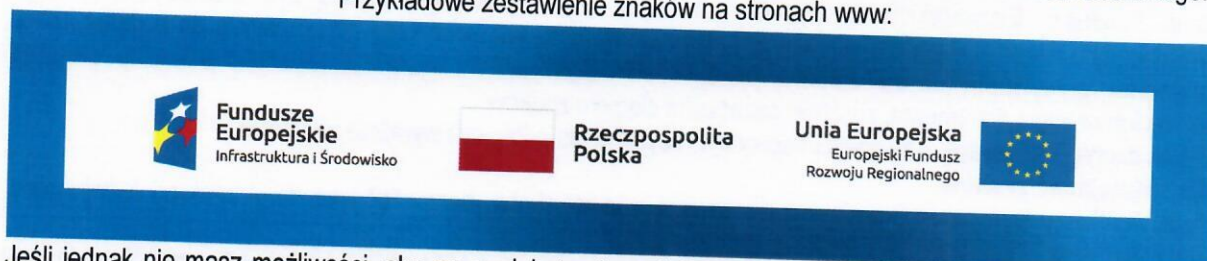 Przykładowe zestawienie znaków na stronach www:
Fundusze
Europejskie
Infrastruktura i Środowisko
Rzeczpospolita
Polska
Unia Europejska
Europejski Fundusz
Rozwoju Regionalnego
Jeśli jednak nie masz możliwości